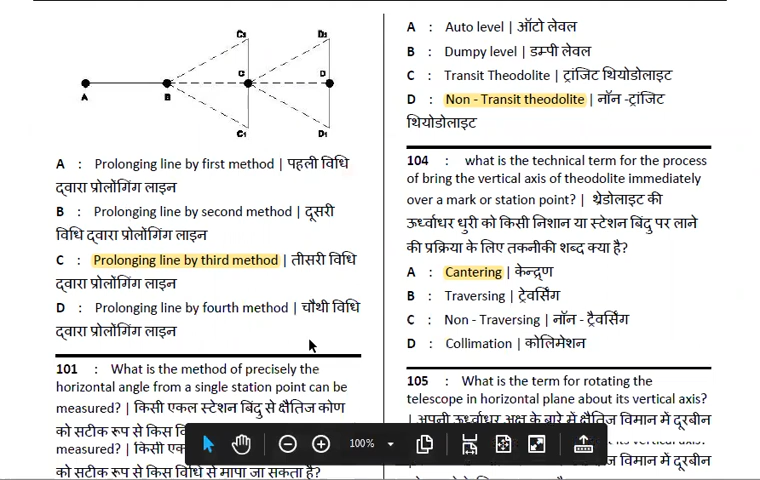 C2
D2
A
B
C
D
C1
D1
A : Prolonging line by first method | पहली विधि
द्वारा प्रोलोंगिंग लाइन
B : Prolonging line by second method | दूसरी
विधि द्वारा प्रोलोंगिंग लाइन
C : Prolonging line by third method | तीसरी विधि
द्वारा प्रोलोंगिंग लाइन
D : Prolonging line by fourth method | चौथी विधि
द्वारा प्रोलोंगिंग लाइन
101 : What is the method of precisely the
horizontal angle from a single station point can be
measured? | किसी एकल स्टेशन बिंदु से क्षैतिज कोण
को सटीक रूप से किस वि
measured? | किसी एक
को सटीक रूप से किस विधि से मापा जा सकता है?
A : Auto level | ऑटो लेवल
B : Dumpy level | डम्पी लेवल
C : Transit Theodolite | ट्रांजिट थियोडोलाइट
D : Non - Transit theodolite | नॉन -ट्रांजिट
थियोडोलाइट
104 : what is the technical term for the process
of bring the vertical axis of theodolite immediately
over a mark or station point? | थ्रेडोलाइट की
ऊर्ध्वाधर धुरी को किसी निशान या स्टेशन बिंदु पर लाने
की प्रक्रिया के लिए तकनीकी शब्द क्या है?
A : Cantering | केन्द्र्ण
B : Traversing | ट्रेवर्सिंग
C : Non - Traversing | नॉन - ट्रैवर्सिंग
D : Collimation | कोलिमेशन
105 : What is the term for rotating the
telescope in horizontal plane about its vertical axis?
| अपनी ऊर्ध्वाधर अक्ष के बारे में क्षैतिज विमान में दूरबीन
its vertical axis?
में क्षैतिज विमान में दूरबीन
100%